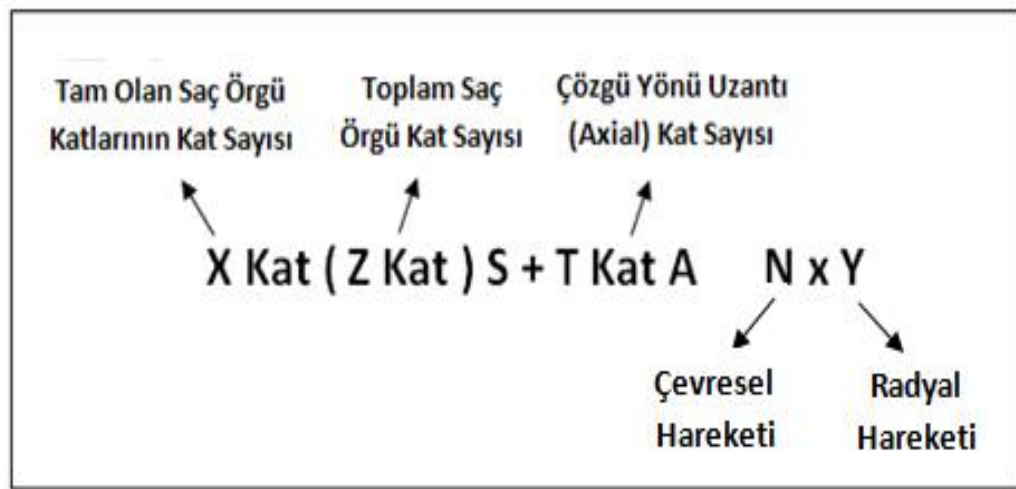 Tam Olan Saç Örgü
Katlarının Kat Sayısı
Toplam Saç
Örgü Kat Sayısı
Çözgü Yönü Uzantı
(Axial) Kat Sayısı
X Kat ( Z Kat ) S + T Kat A N x Y
Çevresel
Hareketi
Radyal
Hareketi